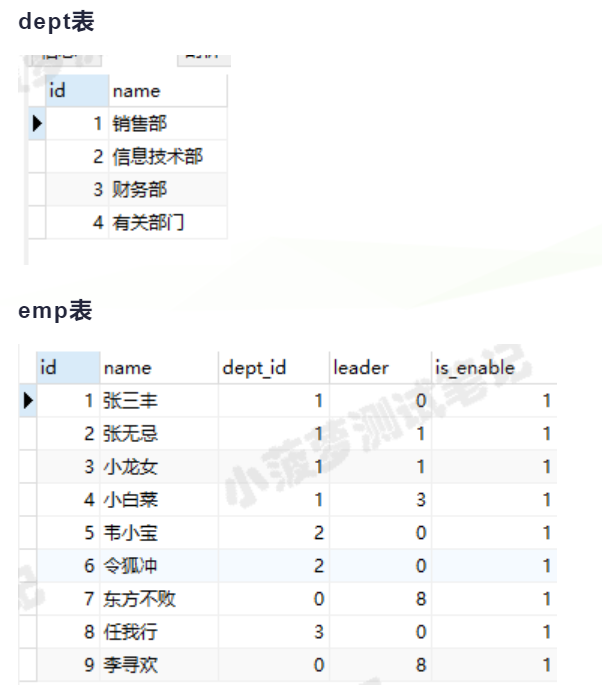 dept表
id name
1 销售部
2 信息技术部
3 财务部
4 有关部门
emp表
id name dept_id leader is_enable
1 张三丰 1 0 1
2 张无忌 1 1 1
3 小龙女 1 1 1
4 小白菜 1 3 1
5 韦小宝 2 0 1
6 令狐冲 2 0 1
7 东方不败 0 8 1
8 任我行 3 0 1
9 李寻欢 0 8 1
小菠萝测试笔记